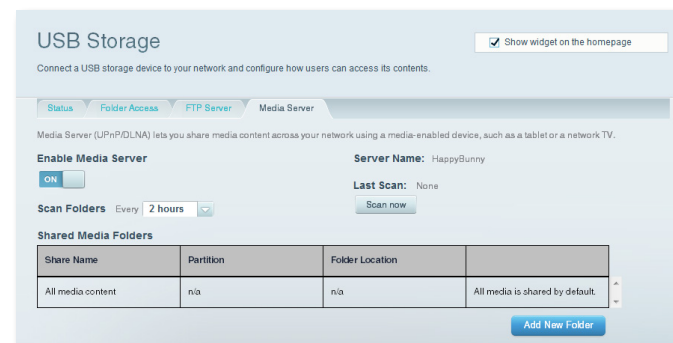 USB Storage
Show widget on the homepage
Connect a USB storage device to your network and configure how users can access its contents.
Status Folder Access FTP Server Media Server
Media Server (UPnP/DLNA) lets you share media content across your network using a media-enabled device, such as a tablet or a network TV.
Enable Media Server Server Name: HappyBunny
ON
Last Scan: None
Scan Folders Every 2 hours Scan now
Shared Media Folders
Share Name Partition Folder Location
All media content n/a n/a All media is shared by default.
Add New Folder